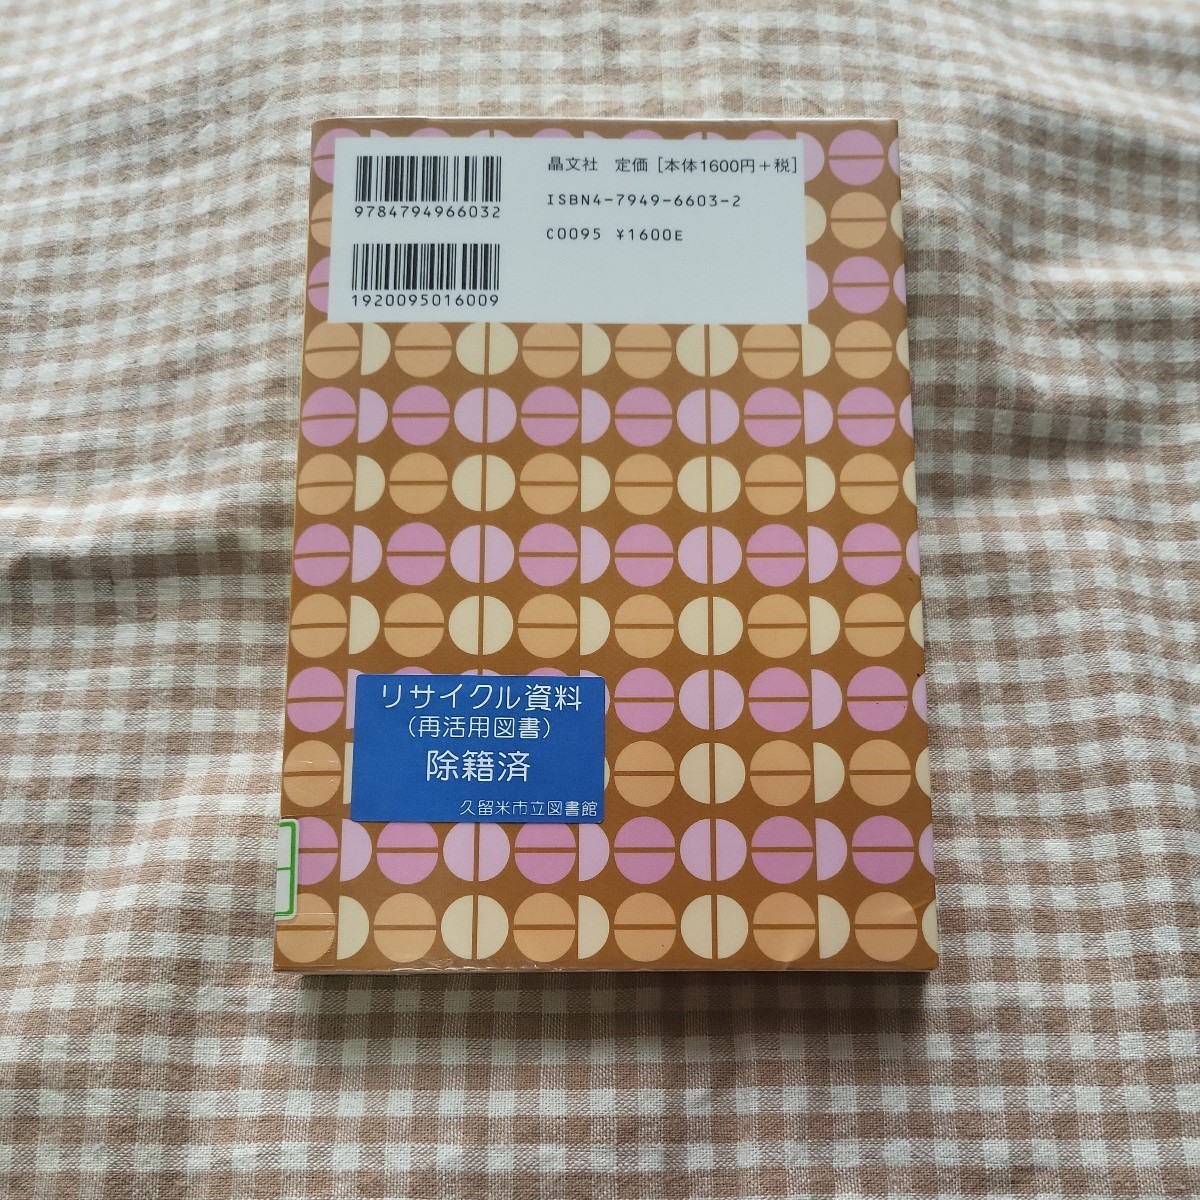 9784794966032
1920095016009
晶文社　定価［本体1600円＋税］
ISBN4-7949-6603-2
C0095 ¥1600E
リサイクル資料
（再活用図書）
除籍済
久留米市立図書館